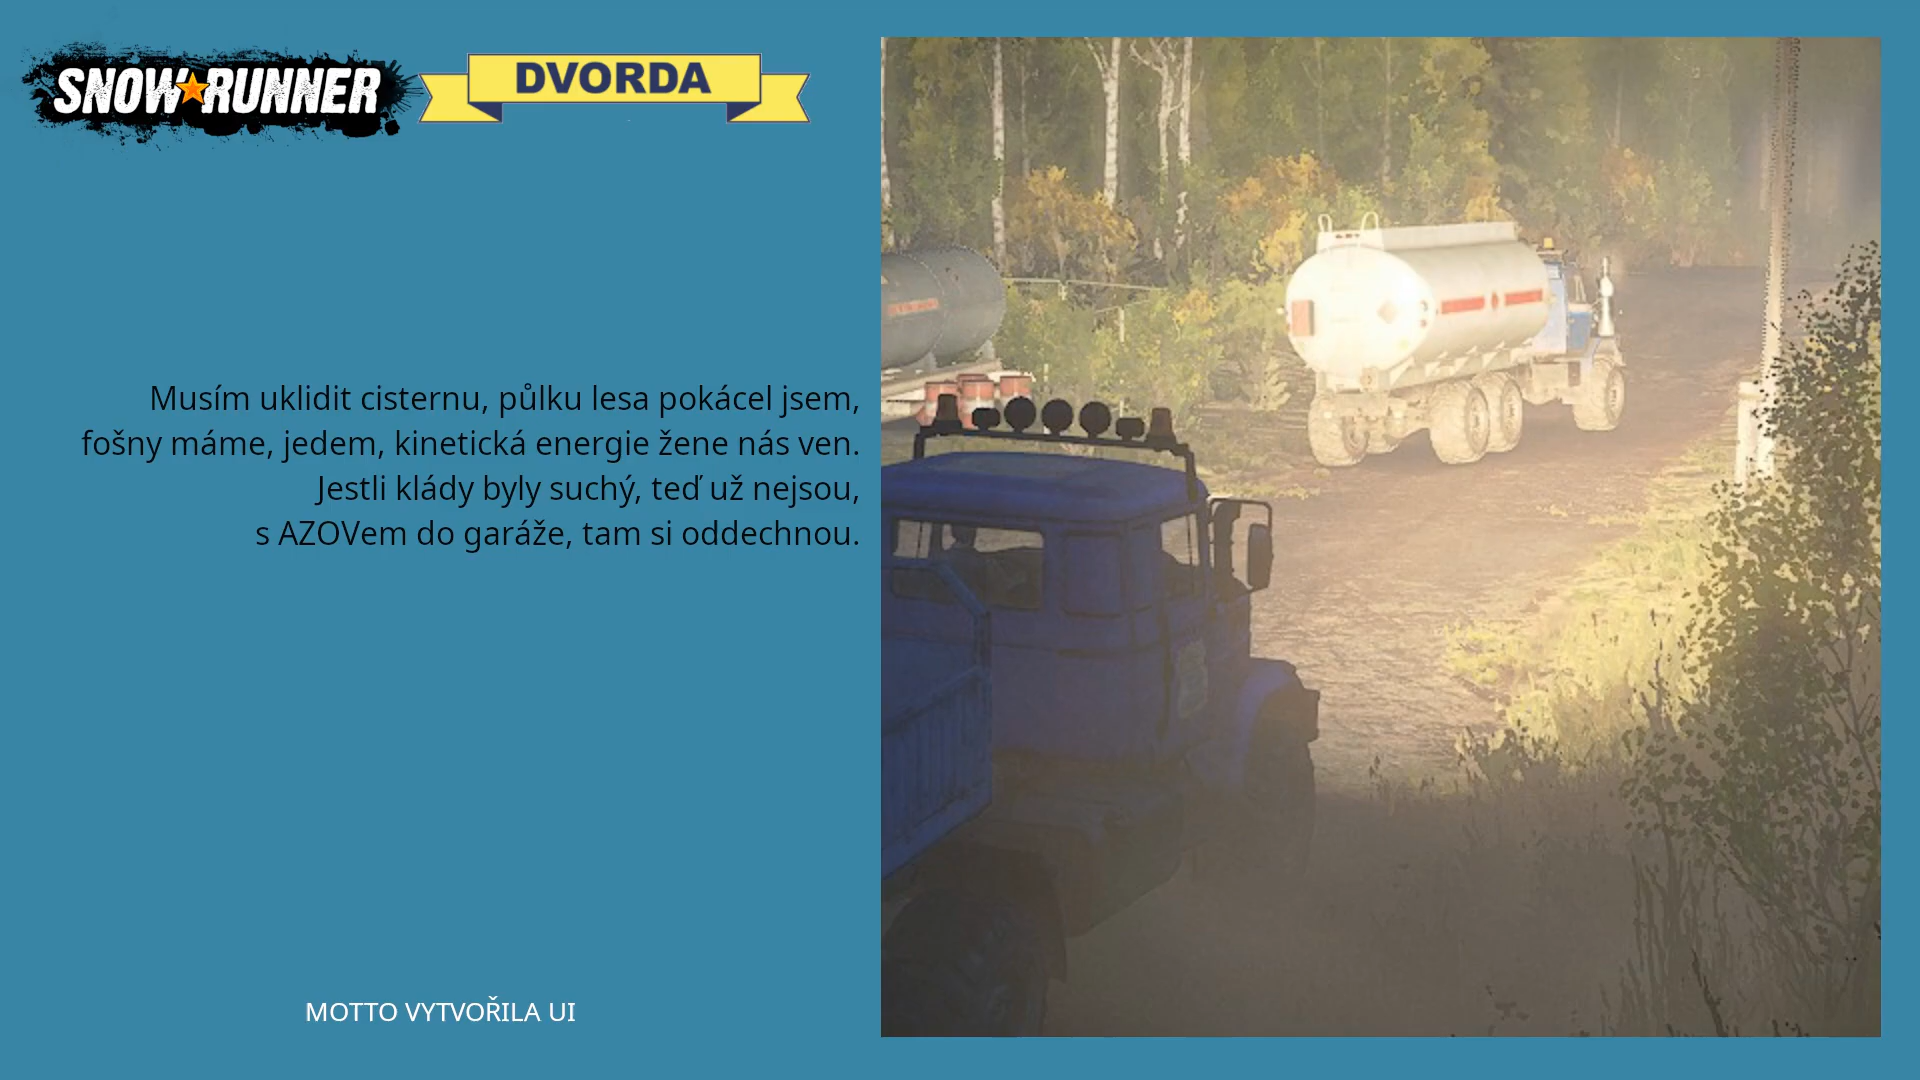 SNOWRUNNER
DVORDA
Musím uklidit cisternu, půlku lesa pokácel jsem,
fošny máme, jedem, kinetická energie žene nás ven.
Jestli klády byly suchý, teď už nejsou,
s AZOVem do garáže, tam si oddechnou.
MOTTO VYTVOŘILA UI